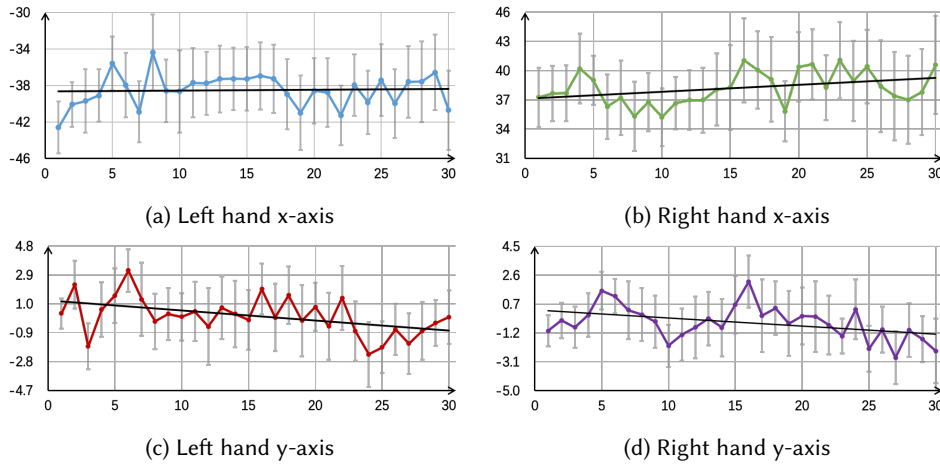 -30
-34
-38
-42
-46
0 5 10 15 20 25 30
46
43
40
37
34
31
0 5 10 15 20 25 30
(a) Left hand x-axis
(b) Right hand x-axis
4.8
2.9
1.0
-0.9
-2.8
-4.7
0 5 10 15 20 25 30
4.5
2.6
0.7
-1.2
-3.1
-5.0
0 5 10 15 20 25 30
(c) Left hand y-axis
(d) Right hand y-axis